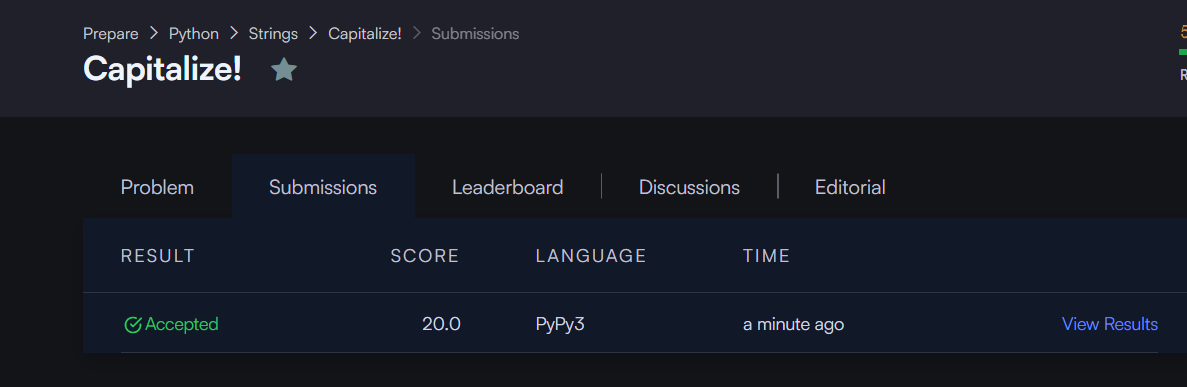 Prepare > Python > Strings > Capitalize! > Submissions
Capitalize!
Problem Submissions Leaderboard Discussions Editorial
RESULT SCORE LANGUAGE TIME
Accepted 20.0 PyPy3 a minute ago View Results